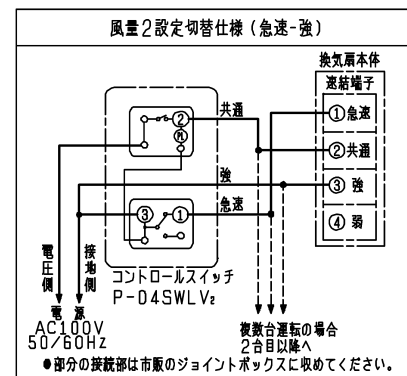 風量2設定切替仕様（急速-強）
換気扇本体
速結端子
①急速
②共通
③ 強
④ 弱
共通
強
急速
②
PL
③
①
電圧側
接地側
コントロールスイッチ
P-04SWLV₂
電 源
AC100V
50/60Hz
複数台運転の場合
2台目以降へ
●部分の接続部は市販のジョイントボックスに収めてください。